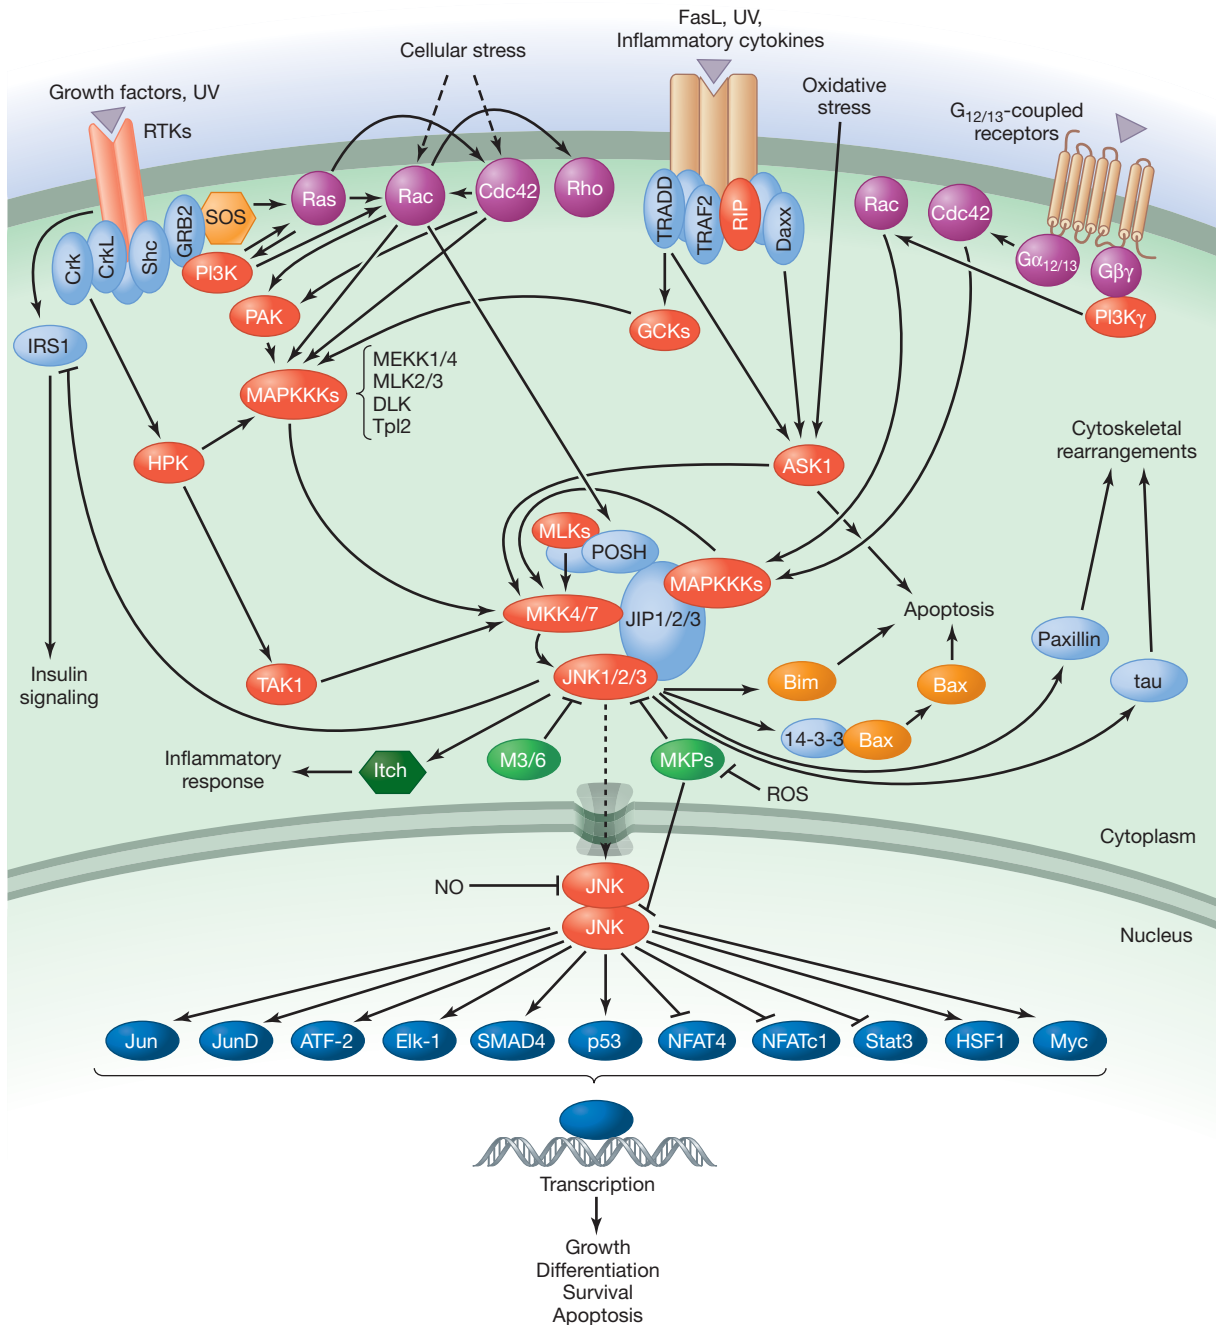 FasL, UV,
Inflammatory cytokines
Cellular stress
Oxidative
stress
Growth factors, UV
RTKs
G12/13-coupled
receptors
Ras
Rac
Cdc42
Rho
SOS
GRB2
Shc
CrkL
Crk
PI3K
TRADD
TRAF2
RIP
Daxx
Rac
Cdc42
Gα12/13
Gβγ
PI3Kγ
PAK
GCKs
IRS1
MAPKKKs
MEKK1/4
MLK2/3
DLK
Tpl2
HPK
ASK1
Cytoskeletal
rearrangements
MLKs
POSH
MAPKKKs
MKK4/7
JIP1/2/3
Apoptosis
Paxillin
Insulin
signaling
TAK1
JNK1/2/3
Bim
Bax
tau
14-3-3
Bax
Inflammatory
response
Itch
M3/6
MKPs
ROS
Cytoplasm
NO
JNK
JNK
Nucleus
Jun
JunD
ATF-2
Elk-1
SMAD4
p53
NFAT4
NFATc1
Stat3
HSF1
Myc
Transcription
Growth
Differentiation
Survival
Apoptosis